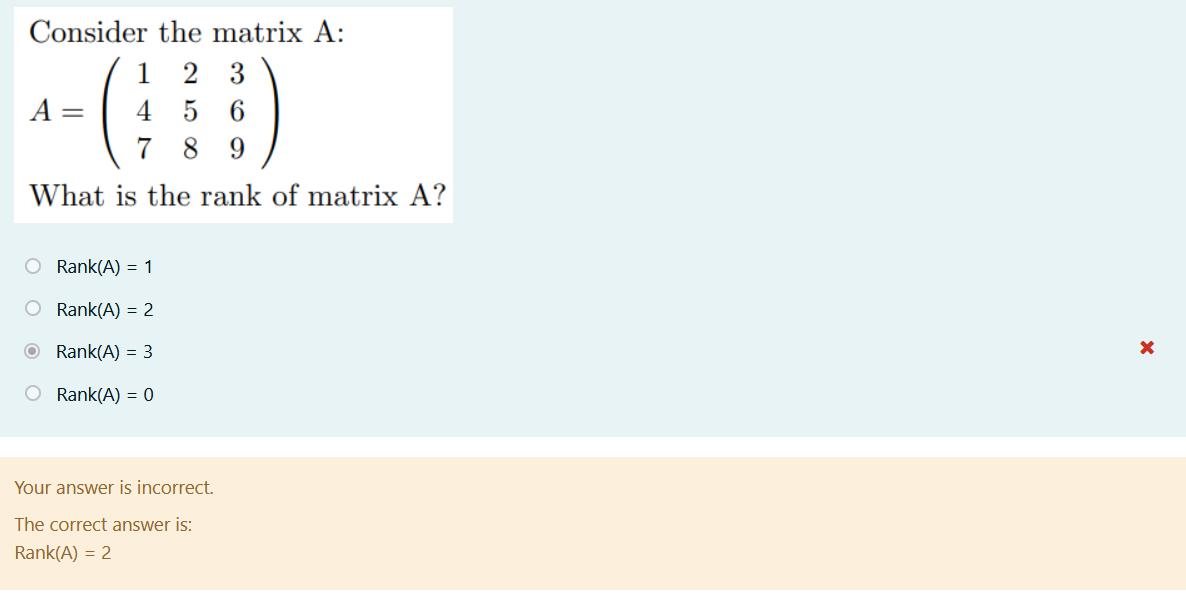 Consider the matrix A:
1 2 3
A = 4 5 6
7 8 9
What is the rank of matrix A?
Rank(A) = 1
Rank(A) = 2
Rank(A) = 3
Rank(A) = 0
Your answer is incorrect.
The correct answer is:
Rank(A) = 2